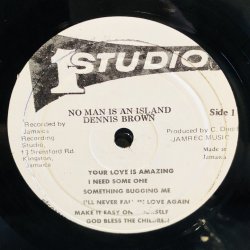 1 STUDIO
NO MAN IS AN ISLAND
DENNIS BROWN
Side 1
Recorded by
Jamaica
Recording
Studio,
13 Brentford Rd.
Kingston,
Jamaica
Produced by C. Dodd
JAMREC MUSIC
Made in
Jamaica
YOUR LOVE IS AMAZING
I NEED SOME ONE
SOMETHING BUGGING ME
I'LL NEVER IN LOVE AGAIN
MAKE IT EASY ON
GOD BLESS THE CHILDREN